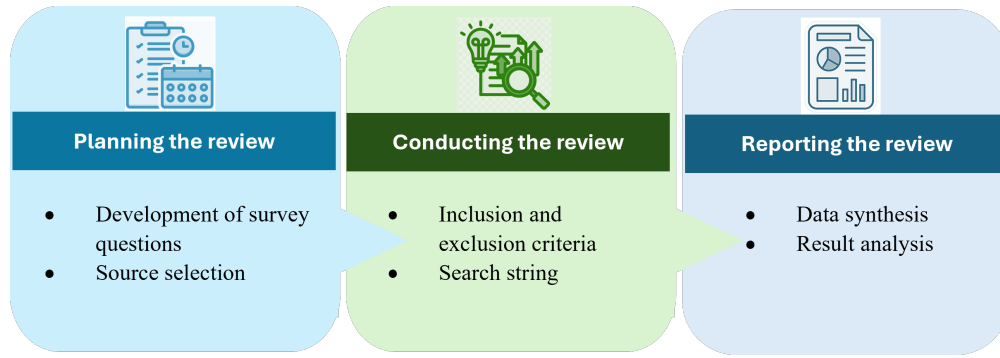 Planning the review
● Development of survey
questions
● Source selection
Conducting the review
● Inclusion and
exclusion criteria
● Search string
Reporting the review
● Data synthesis
● Result analysis